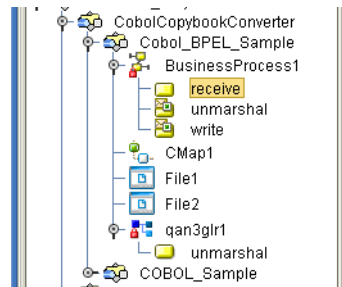 CobolCopybookConverter
Cobol_BPEL_Sample
BusinessProcess1
receive
unmarshal
write
CMap1
File1
File2
qan3glr1
unmarshal
COBOL_Sample